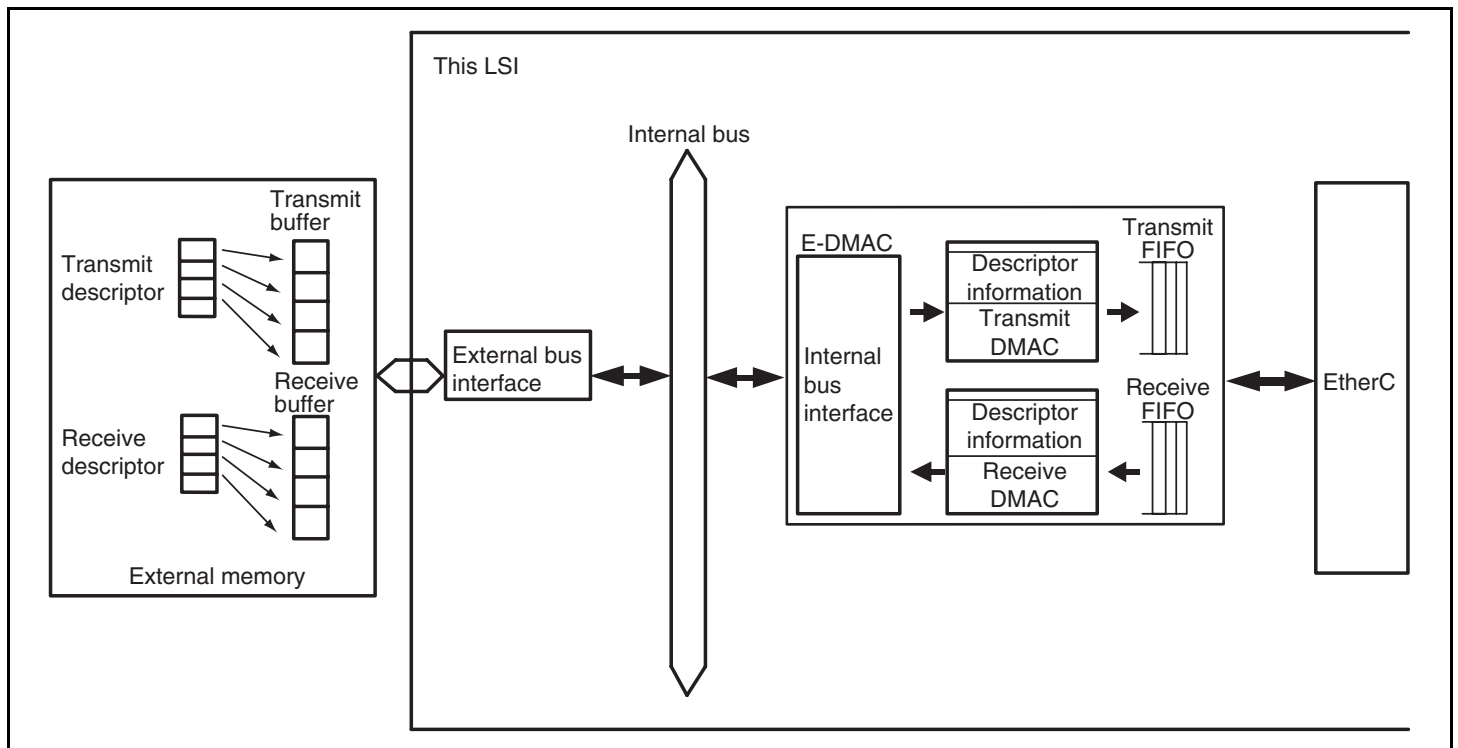 This LSI
Internal bus
Transmit
buffer
Transmit
descriptor
Receive
buffer
Receive
descriptor
External memory
External bus
interface
E-DMAC
Internal
bus
interface
Descriptor
information
Transmit
DMAC
Transmit
FIFO
Descriptor
information
Receive
DMAC
Receive
FIFO
EtherC